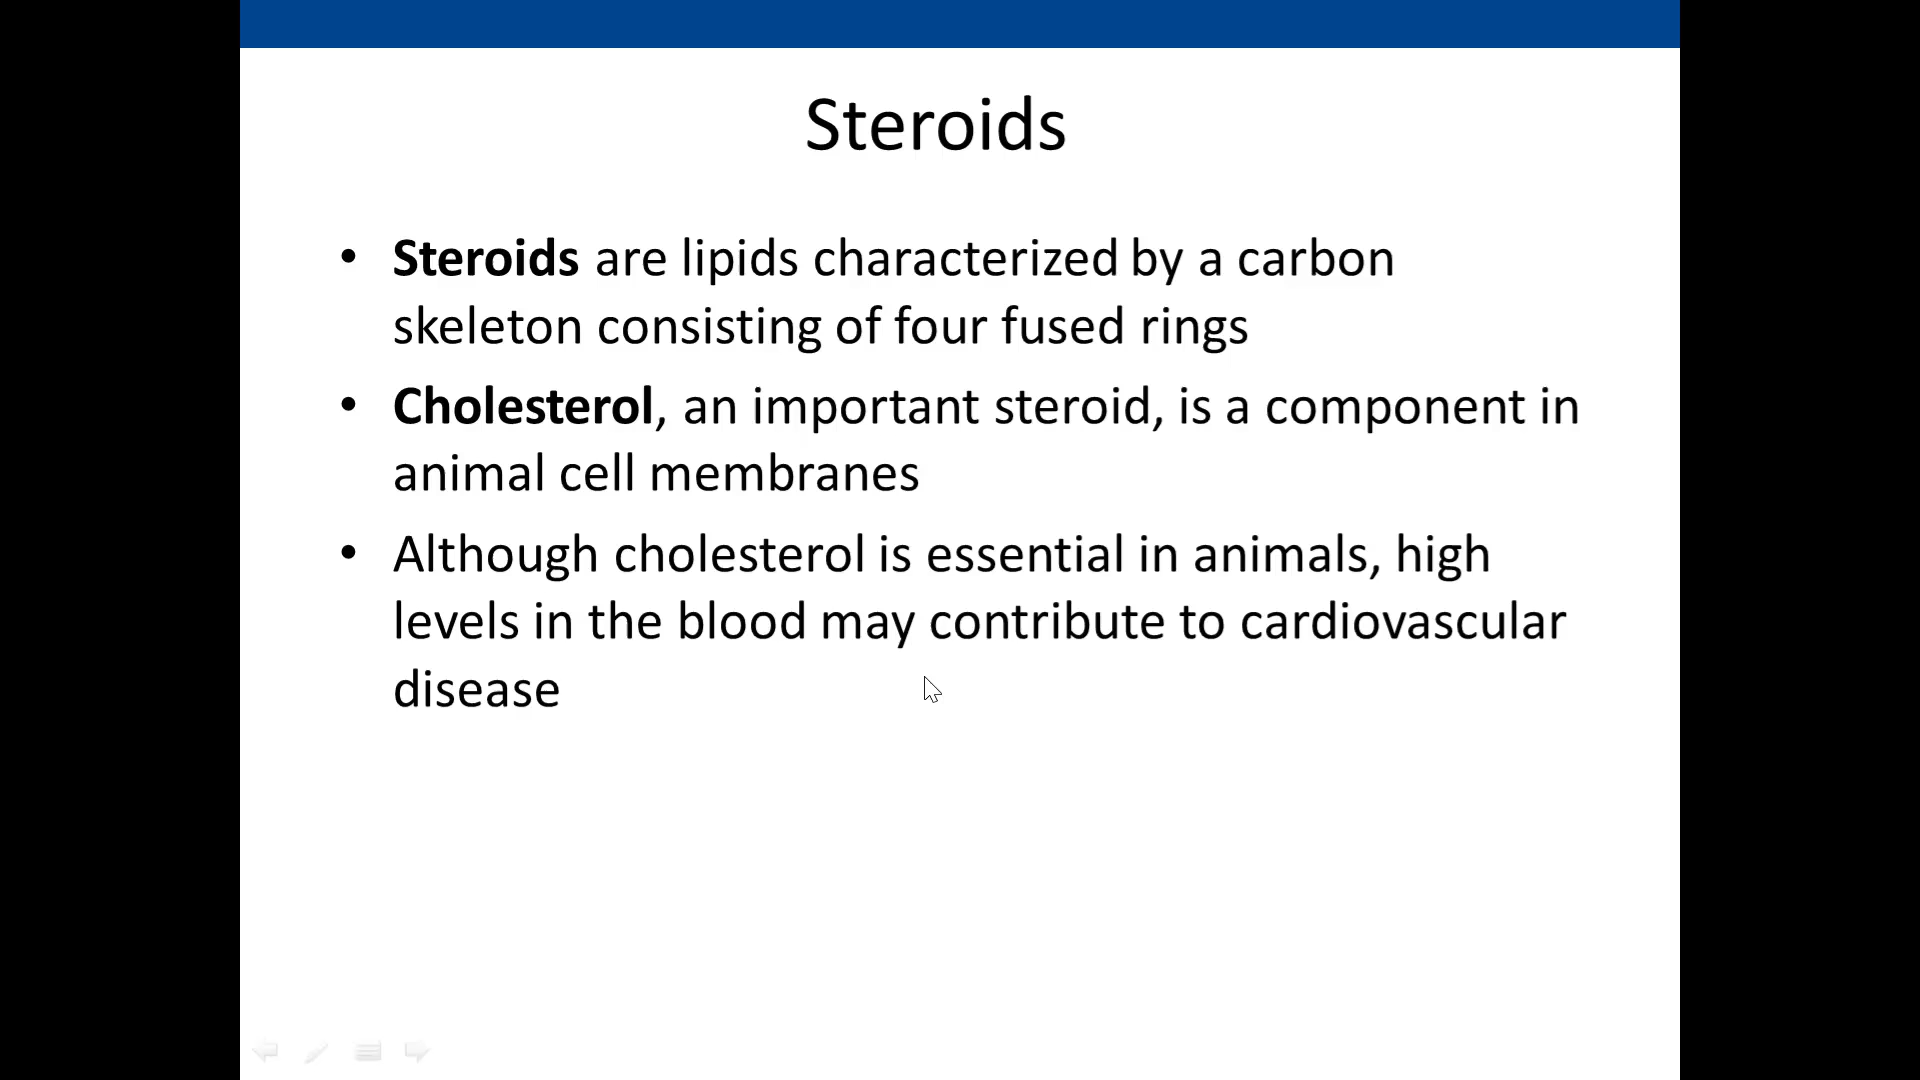 Steroids
• Steroids are lipids characterized by a carbon
skeleton consisting of four fused rings
• Cholesterol, an important steroid, is a component in
animal cell membranes
• Although cholesterol is essential in animals, high
levels in the blood may contribute to cardiovascular
disease